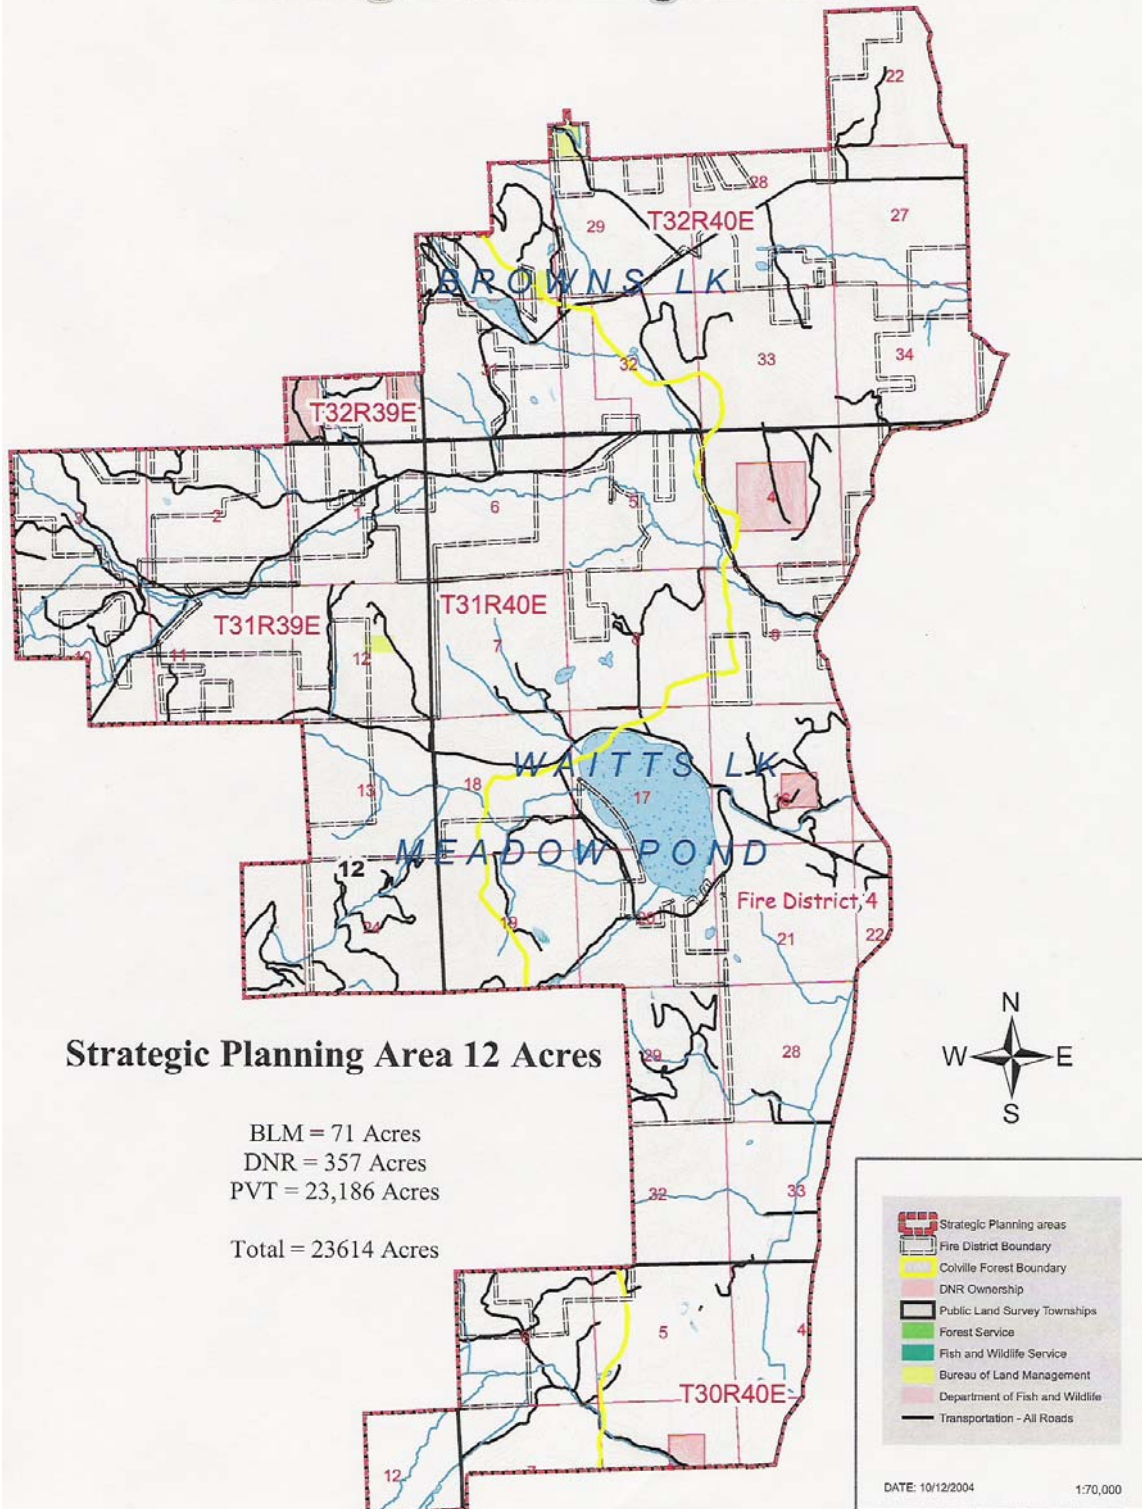 22
28
27
29
T32R40E
BROWNS LK
31
32
33
34
T32R39E
3
2
1
6
5
4
T31R39E
T31R40E
10
11
12
7
8
9
WAITTS LK
13
18
17
16
MEADOW POND
12
Fire District 4
24
19
20
21
22
29
28
N
W E
S
Strategic Planning Area 12 Acres
BLM = 71 Acres
DNR = 357 Acres
PVT = 23,186 Acres
Total = 23614 Acres
32
33
6
5
4
T30R40E
12
7
Strategic Planning areas
Fire District Boundary
Colville Forest Boundary
DNR Ownership
Public Land Survey Townships
Forest Service
Fish and Wildlife Service
Bureau of Land Management
Department of Fish and Wildlife
Transportation - All Roads
DATE: 10/12/2004
1:70,000